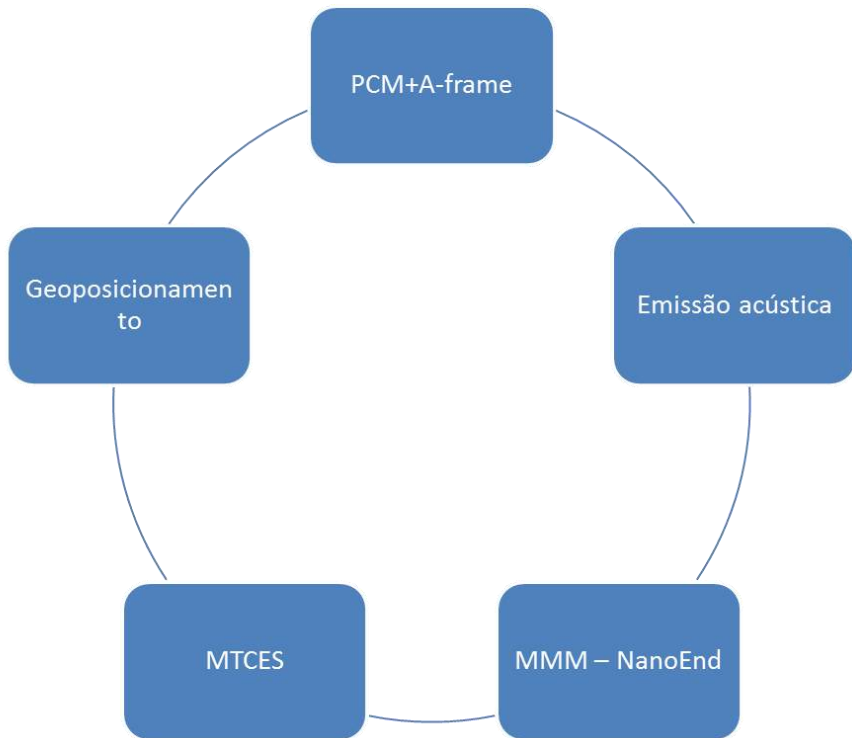 PCM+A-frame
Geoposicionamen
to
Emissão acústica
MTCES
MMM – NanoEnd